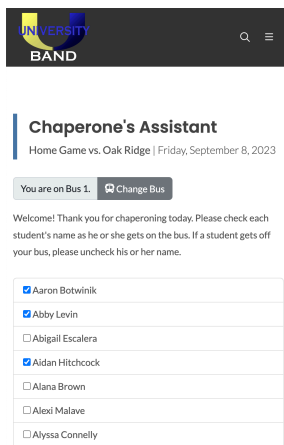 UNIVERSITY
BAND
Chaperone's Assistant
Home Game vs. Oak Ridge | Friday, September 8, 2023
You are on Bus 1. Change Bus
Welcome! Thank you for chaperoning today. Please check each
student's name as he or she gets on the bus. If a student gets off
your bus, please uncheck his or her name.
Aaron Botwinik
Abby Levin
Abigail Escalera
Aidan Hitchcock
Alana Brown
Alexi Malave
Alyssa Connelly